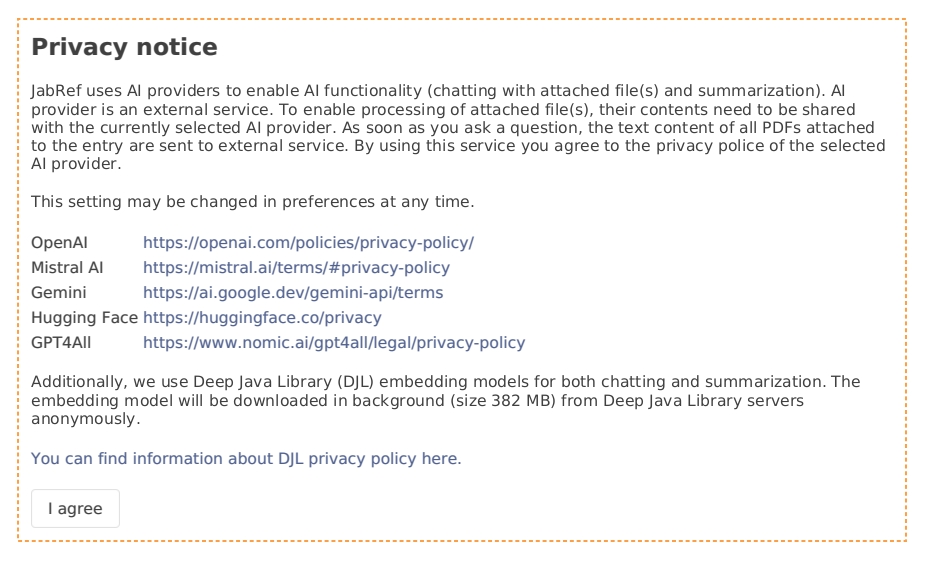 Privacy notice
JabRef uses AI providers to enable AI functionality (chatting with attached file(s) and summarization). AI
provider is an external service. To enable processing of attached file(s), their contents need to be shared
with the currently selected AI provider. As soon as you ask a question, the text content of all PDFs attached
to the entry are sent to external service. By using this service you agree to the privacy police of the selected
AI provider.
This setting may be changed in preferences at any time.
OpenAI https://openai.com/policies/privacy-policy/
Mistral AI https://mistral.ai/terms/#privacy-policy
Gemini https://ai.google.dev/gemini-api/terms
Hugging Face https://huggingface.co/privacy
GPT4All https://www.nomic.ai/gpt4all/legal/privacy-policy
Additionally, we use Deep Java Library (DJL) embedding models for both chatting and summarization. The
embedding model will be downloaded in background (size 382 MB) from Deep Java Library servers
anonymously.
You can find information about DJL privacy policy here.
I agree